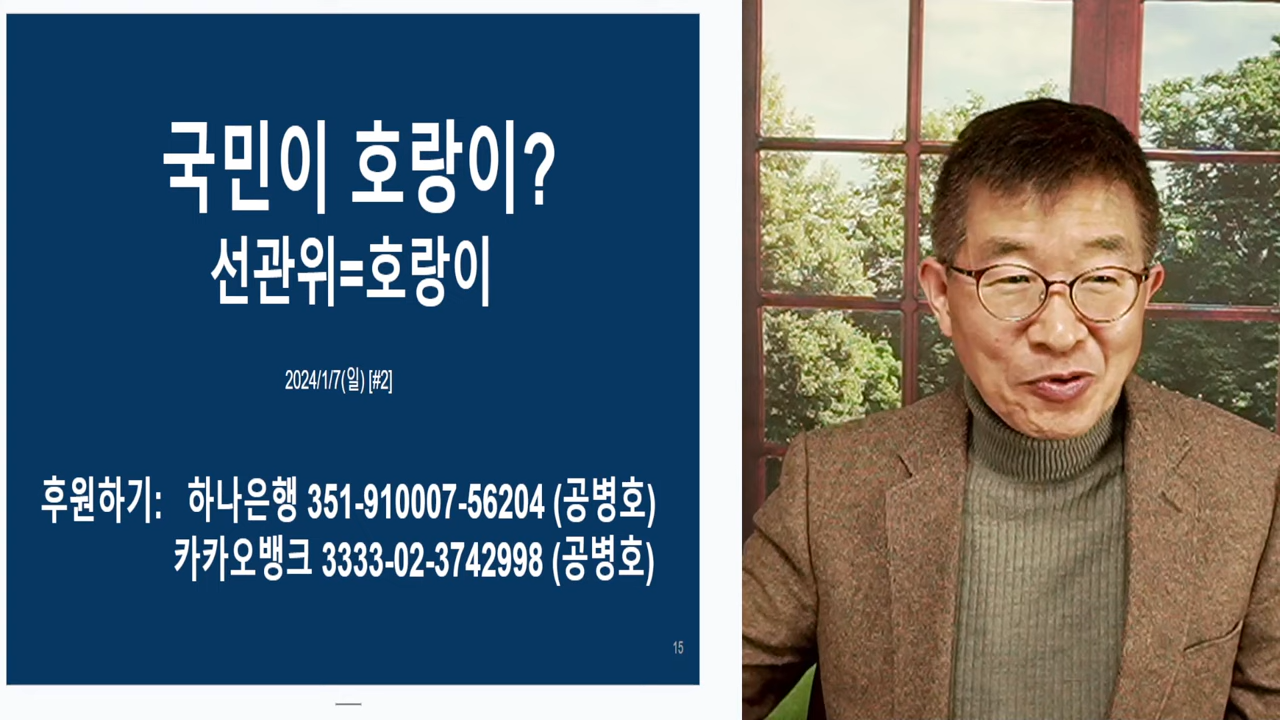 국민이 호랑이?
선관위=호랑이
2024/1/7(일) [#2]
후원하기: 하나은행 351-910007-56204 (공병호)
카카오뱅크 3333-02-3742998 (공병호)
15